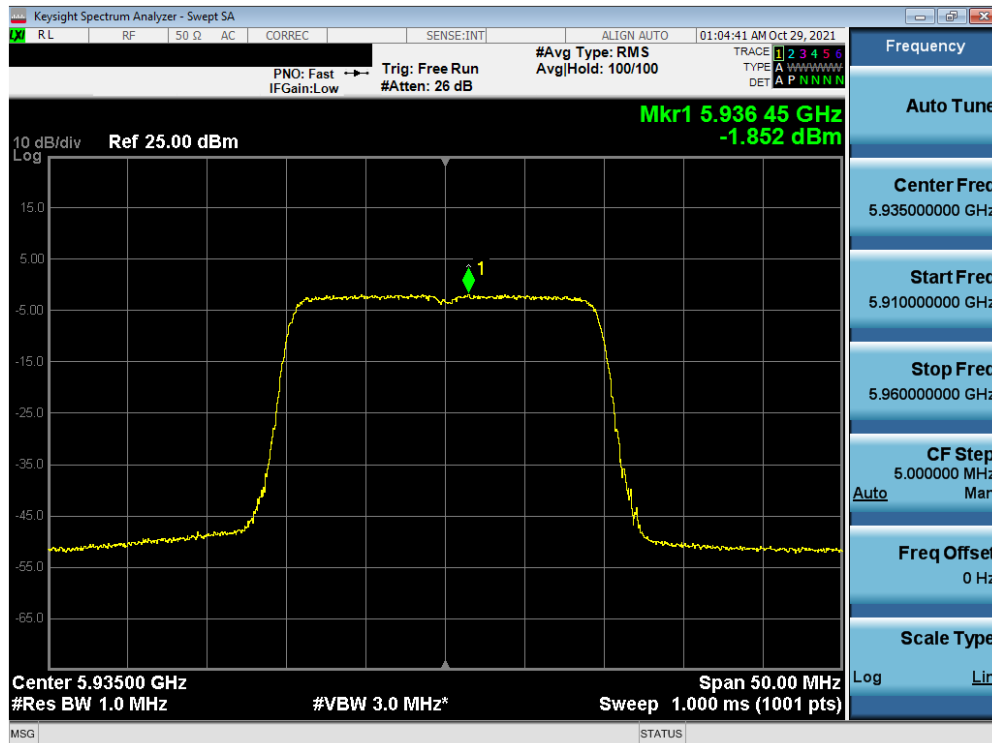 Keysight Spectrum Analyzer - Swept SA
LXI RL RF 50 Ω AC CORREC SENSE:INT ALIGN AUTO 01:04:41 AM Oct 29, 2021
Frequency
#Avg Type: RMS TRACE 1 2 3 4 5 6
PNO: Fast Trig: Free Run Avg|Hold: 100/100 TYPE A WWWWW
IFGain:Low #Atten: 26 dB DET A P N N N N
Auto Tune
Mkr1 5.936 45 GHz
10 dB/div Ref 25.00 dBm -1.852 dBm
Log
15.0
5.00
1
-5.00
-15.0
-25.0
-35.0
-45.0
-55.0
-65.0
Center Freq
5.935000000 GHz
Start Freq
5.910000000 GHz
Stop Freq
5.960000000 GHz
CF Step
5.000000 MHz
Auto Man
Freq Offset
0 Hz
Scale Type
Log Lin
Center 5.93500 GHz Span 50.00 MHz
#Res BW 1.0 MHz #VBW 3.0 MHz* Sweep 1.000 ms (1001 pts)
MSG STATUS